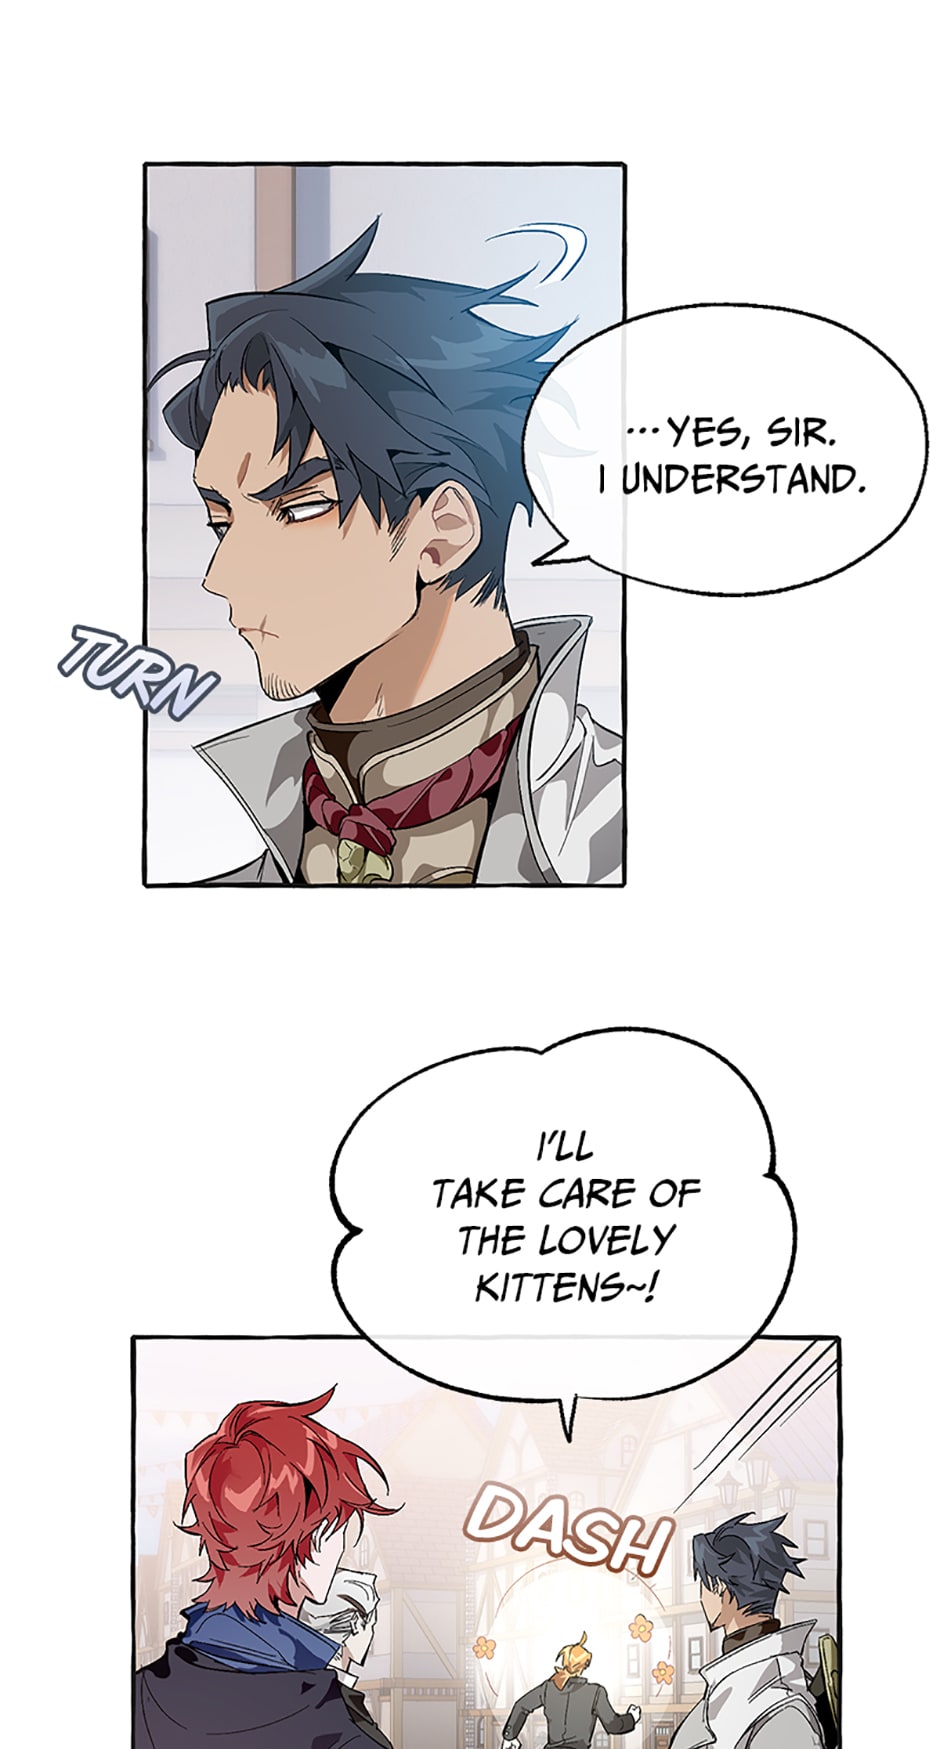 ...YES, SIR.
I UNDERSTAND.
TURN
I'LL
TAKE CARE OF
THE LOVELY
KITTENS~!
DASH